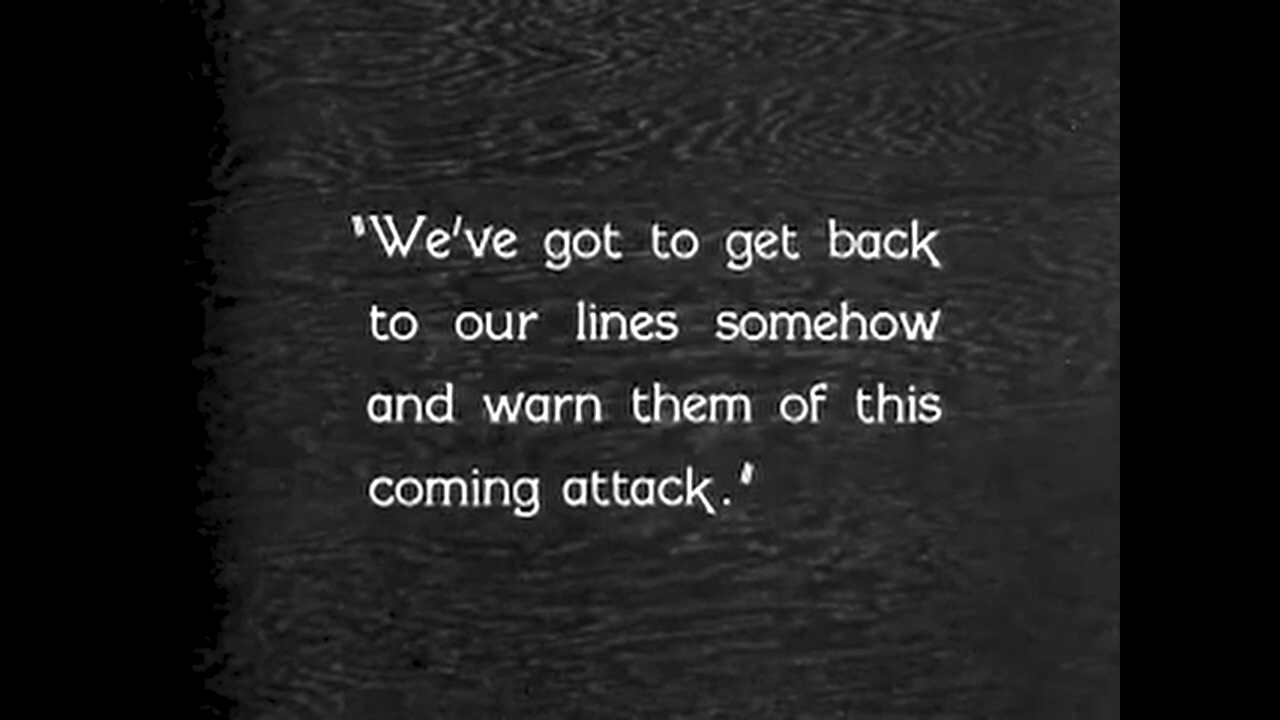 "We've got to get back
to our lines somehow
and warn them of this
coming attack."